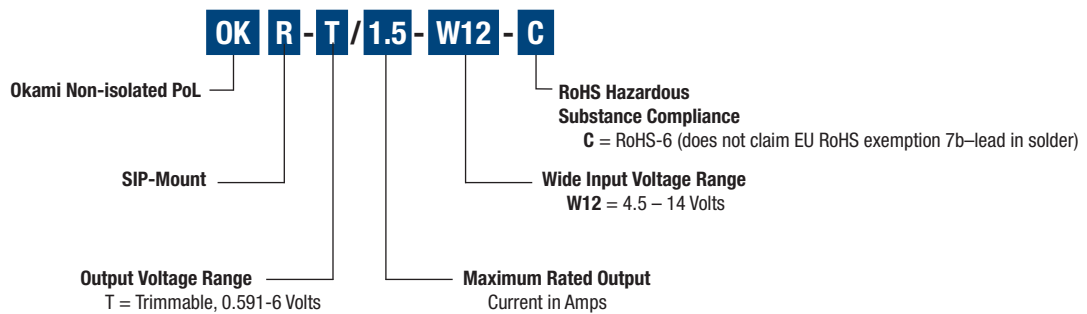 OK R - T / 1.5 - W12 - C
Okami Non-isolated PoL
RoHS Hazardous
Substance Compliance
C = RoHS-6 (does not claim EU RoHS exemption 7b–lead in solder)
SIP-Mount
Wide Input Voltage Range
W12 = 4.5 – 14 Volts
Output Voltage Range
T = Trimmable, 0.591-6 Volts
Maximum Rated Output
Current in Amps